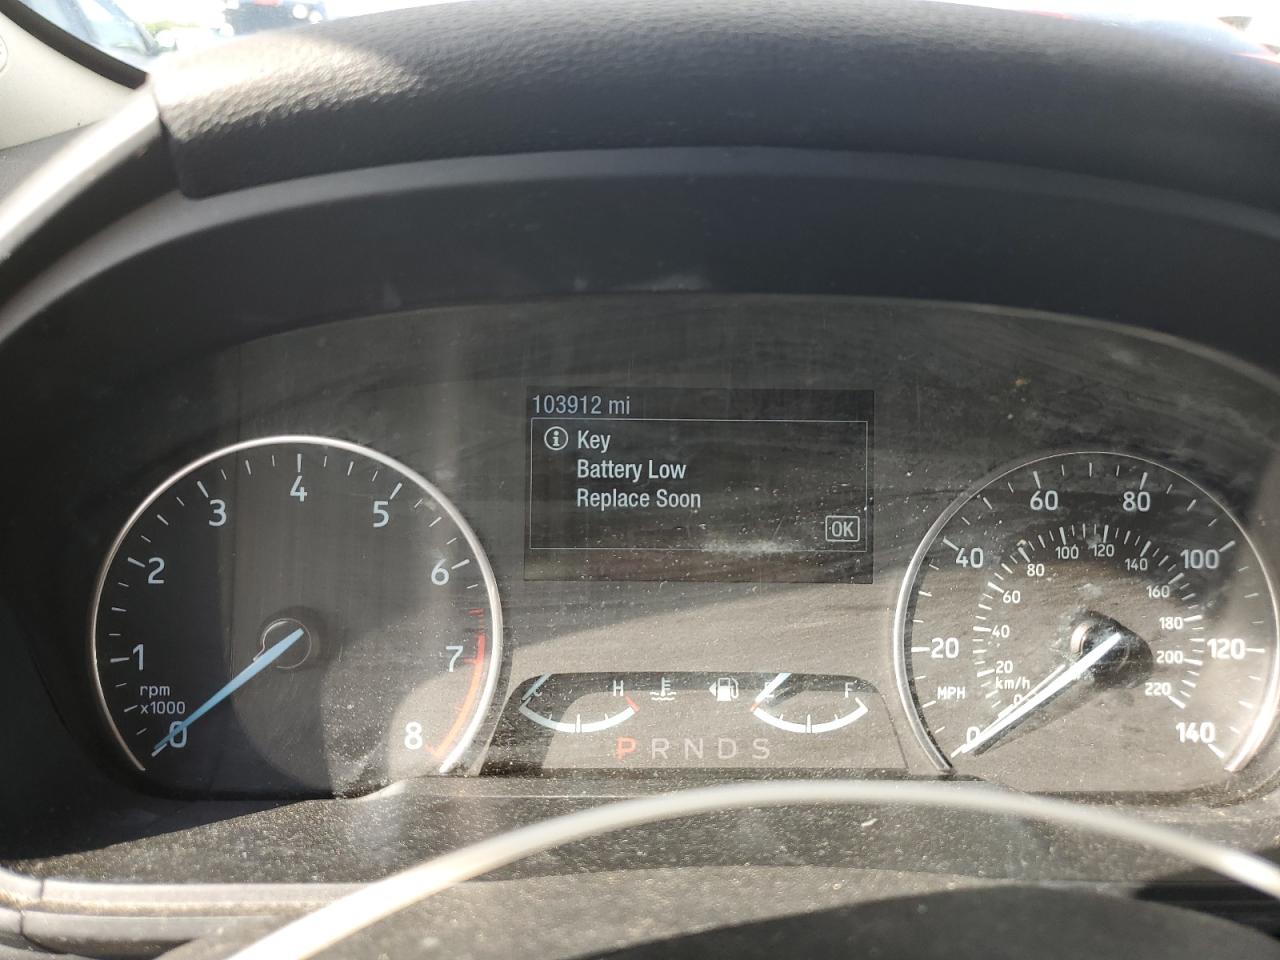 103912 mi
Key
Battery Low
Replace Soon
OK
0 1 2 3 4 5 6 7 8
rpm
x1000
C H E F
P R N D S
0 20 40 60 80 100 120 140
MPH
0 20 40 60 80 100 120 140 160 180 200 220
km/h